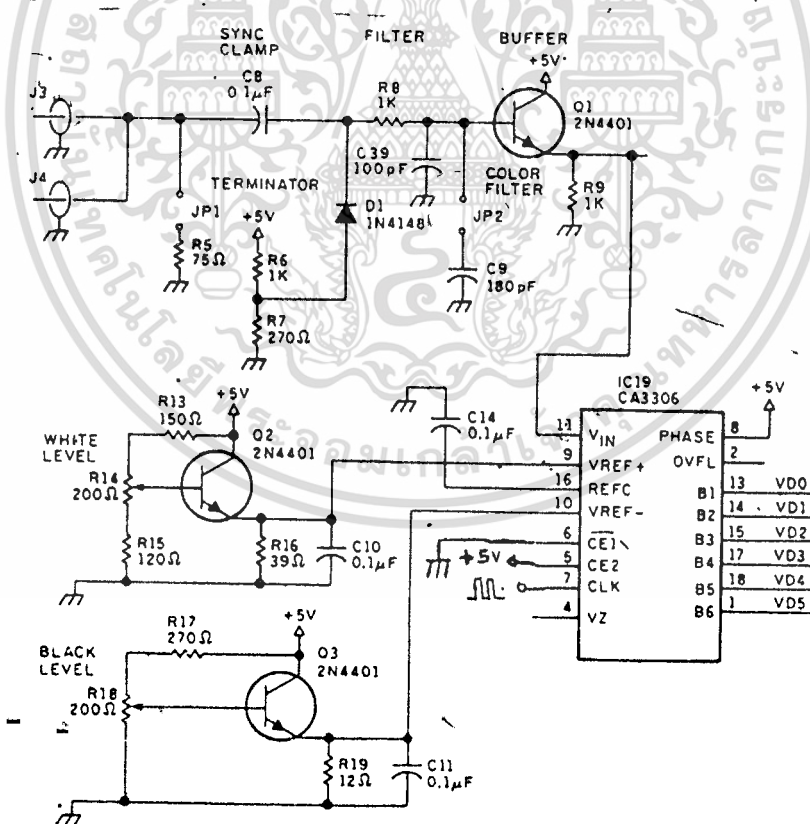 SYNC CLAMP
FILTER
BUFFER
+5V
J3
C8
0.1µF
R8
1K
Q1
2N4401
J4
C39
100pF
COLOR FILTER
R9
1K
TERMINATOR
D1
1N4148
JP1
JP2
+5V
R5
75Ω
R6
1K
C9
180pF
R7
270Ω
R13
150Ω
+5V
C14
0.1µF
IC19
CA3306
+5V
WHITE LEVEL
Q2
2N4401
R14
200Ω
R15
120Ω
R16
39Ω
C10
0.1µF
11 VIN
PHASE 8
9 VREF+
OVFL 2
16 REFC
B1 13 VD0
10 VREF-
B2 14 VD1
B3 15 VD2
6 CE1
B4 17 VD3
+5V
5 CE2
B5 18 VD4
7 CLK
B6 1 VD5
4 VZ
R17
270Ω
+5V
BLACK LEVEL
Q3
2N4401
R18
200Ω
R19
12Ω
C11
0.1µF